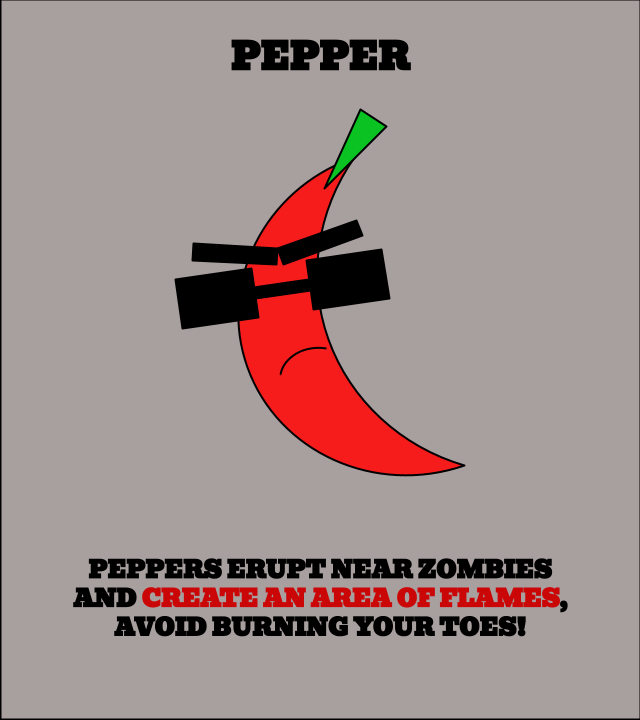 PEPPER
PEPPERS ERUPT NEAR ZOMBIES
AND CREATE AN AREA OF FLAMES,
AVOID BURNING YOUR TOES!